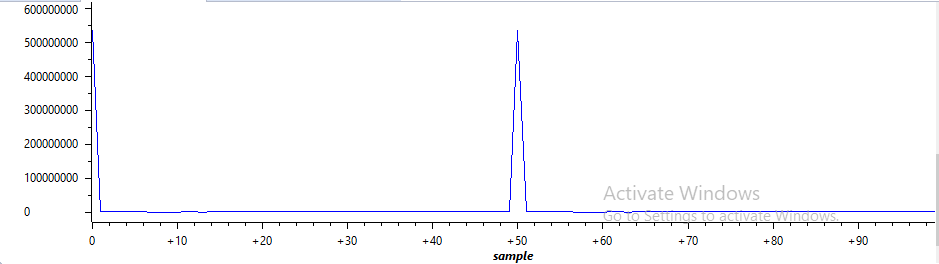 600000000
500000000
400000000
300000000
200000000
100000000
0
0 +10 +20 +30 +40 +50 +60 +70 +80 +90
sample
Activate Windows
Go to Settings to activate Windows.